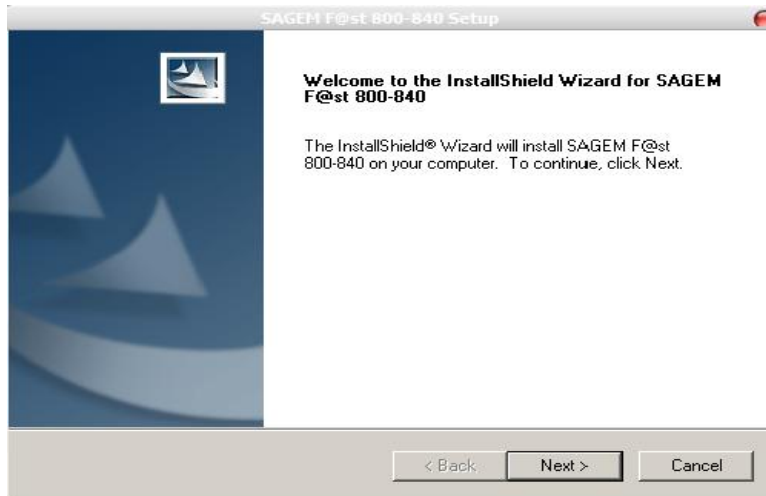 SAGEM F@st 800-840 Setup
Welcome to the InstallShield Wizard for SAGEM
F@st 800-840
The InstallShield® Wizard will install SAGEM F@st
800-840 on your computer. To continue, click Next.
< Back Next > Cancel